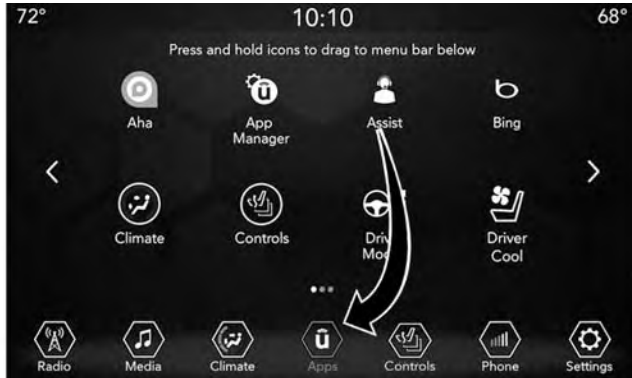 72°
10:10
68°
Press and hold icons to drag to menu bar below
Aha
App
Manager
Assist
Bing
Climate
Controls
Driver
Cool
Radio
Media
Climate
Apps
Controls
Phone
Settings